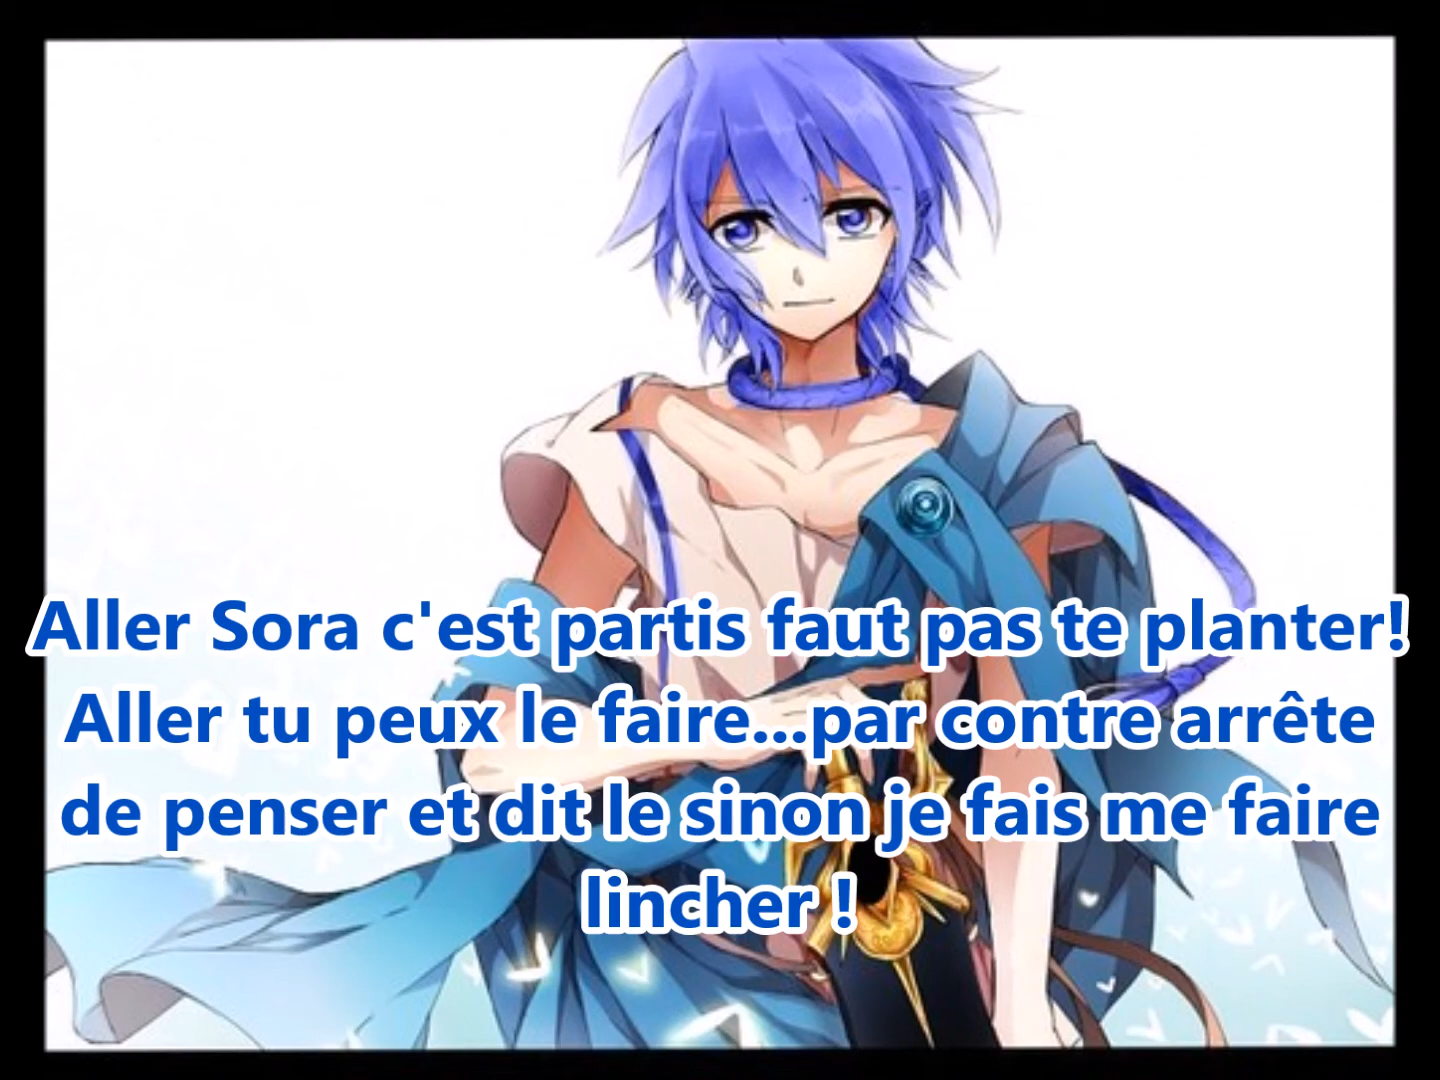 Aller Sora c'est partis faut pas te planter!
Aller tu peux le faire...par contre arrête
de penser et dit le sinon je fais me faire
lincher !